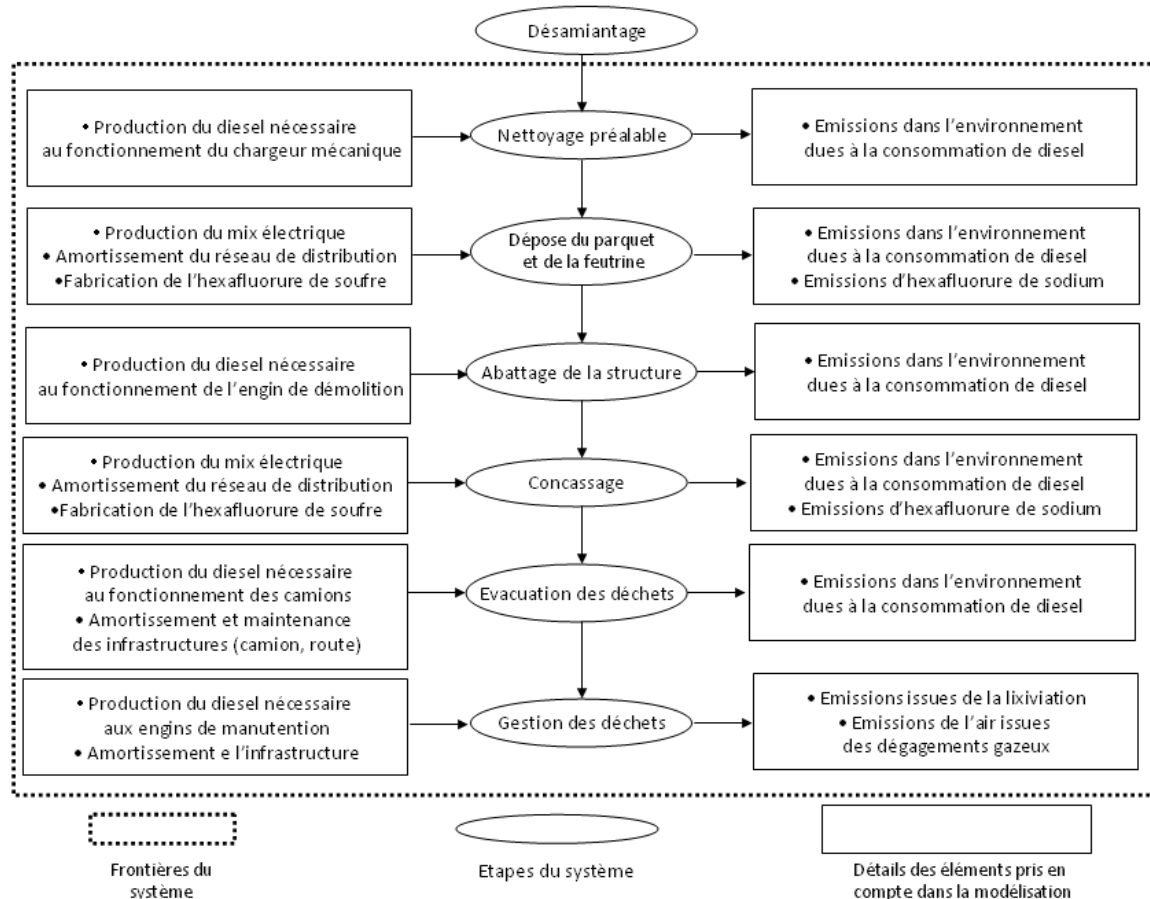 Désamiantage
• Production du diesel nécessaire
au fonctionnement du chargeur mécanique
Nettoyage préalable
• Emissions dans l'environnement
dues à la consommation de diesel
• Production du mix électrique
• Amortissement du réseau de distribution
•Fabrication de l'hexafluorure de soufre
Dépose du parquet
et de la feutrine
• Emissions dans l'environnement
dues à la consommation de diesel
• Emissions d'hexafluorure de sodium
• Production du diesel nécessaire
au fonctionnement de l'engin de démolition
Abattage de la structure
• Emissions dans l'environnement
dues à la consommation de diesel
• Production du mix électrique
• Amortissement du réseau de distribution
•Fabrication de l'hexafluorure de soufre
Concassage
• Emissions dans l'environnement
dues à la consommation de diesel
• Emissions d'hexafluorure de sodium
• Production du diesel nécessaire
au fonctionnement des camions
• Amortissement et maintenance
des infrastructures (camion, route)
Evacuation des déchets
• Emissions dans l'environnement
dues à la consommation de diesel
• Production du diesel nécessaire
aux engins de manutention
• Amortissement e l'infrastructure
Gestion des déchets
• Emissions issues de la lixiviation
• Emissions de l'air issues
des dégagements gazeux
Frontières du
système
Etapes du système
Détails des éléments pris en
compte dans la modélisation